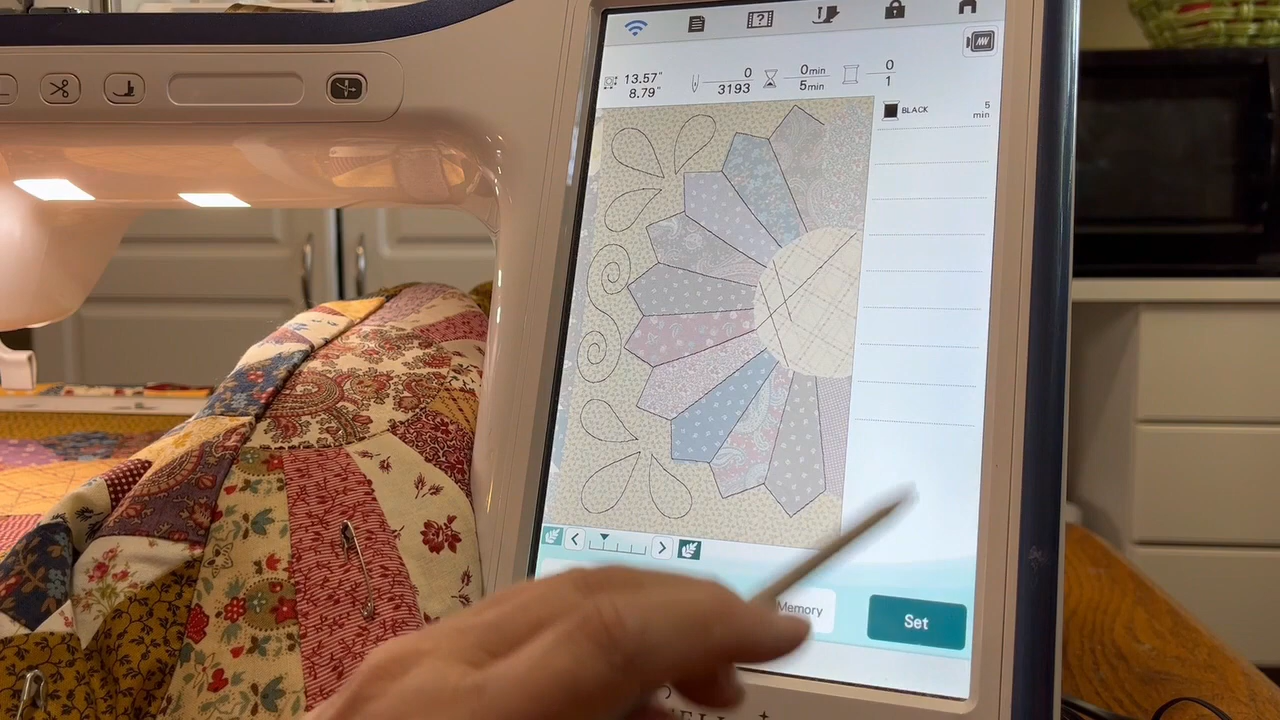 13.57"
8.79"
0
3193
0min
5min
0
1
BLACK
5
min
Memory
Set